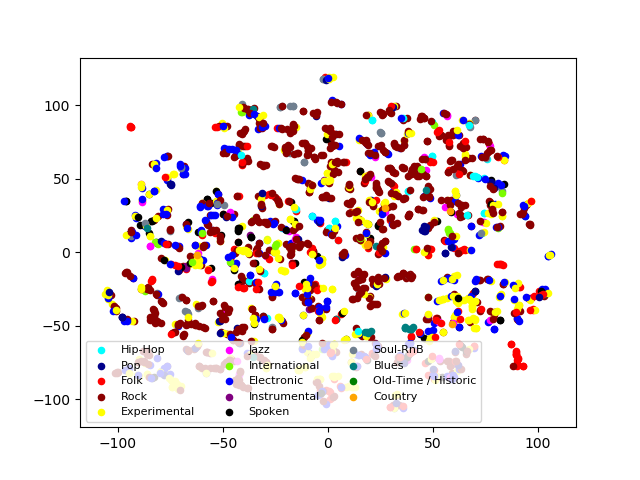 100
50
0
−50
−100
Hip-Hop Jazz Soul-RnB
Pop International Blues
Folk Electronic Old-Time / Historic
Rock Instrumental Country
Experimental Spoken
−100 −50 0 50 100